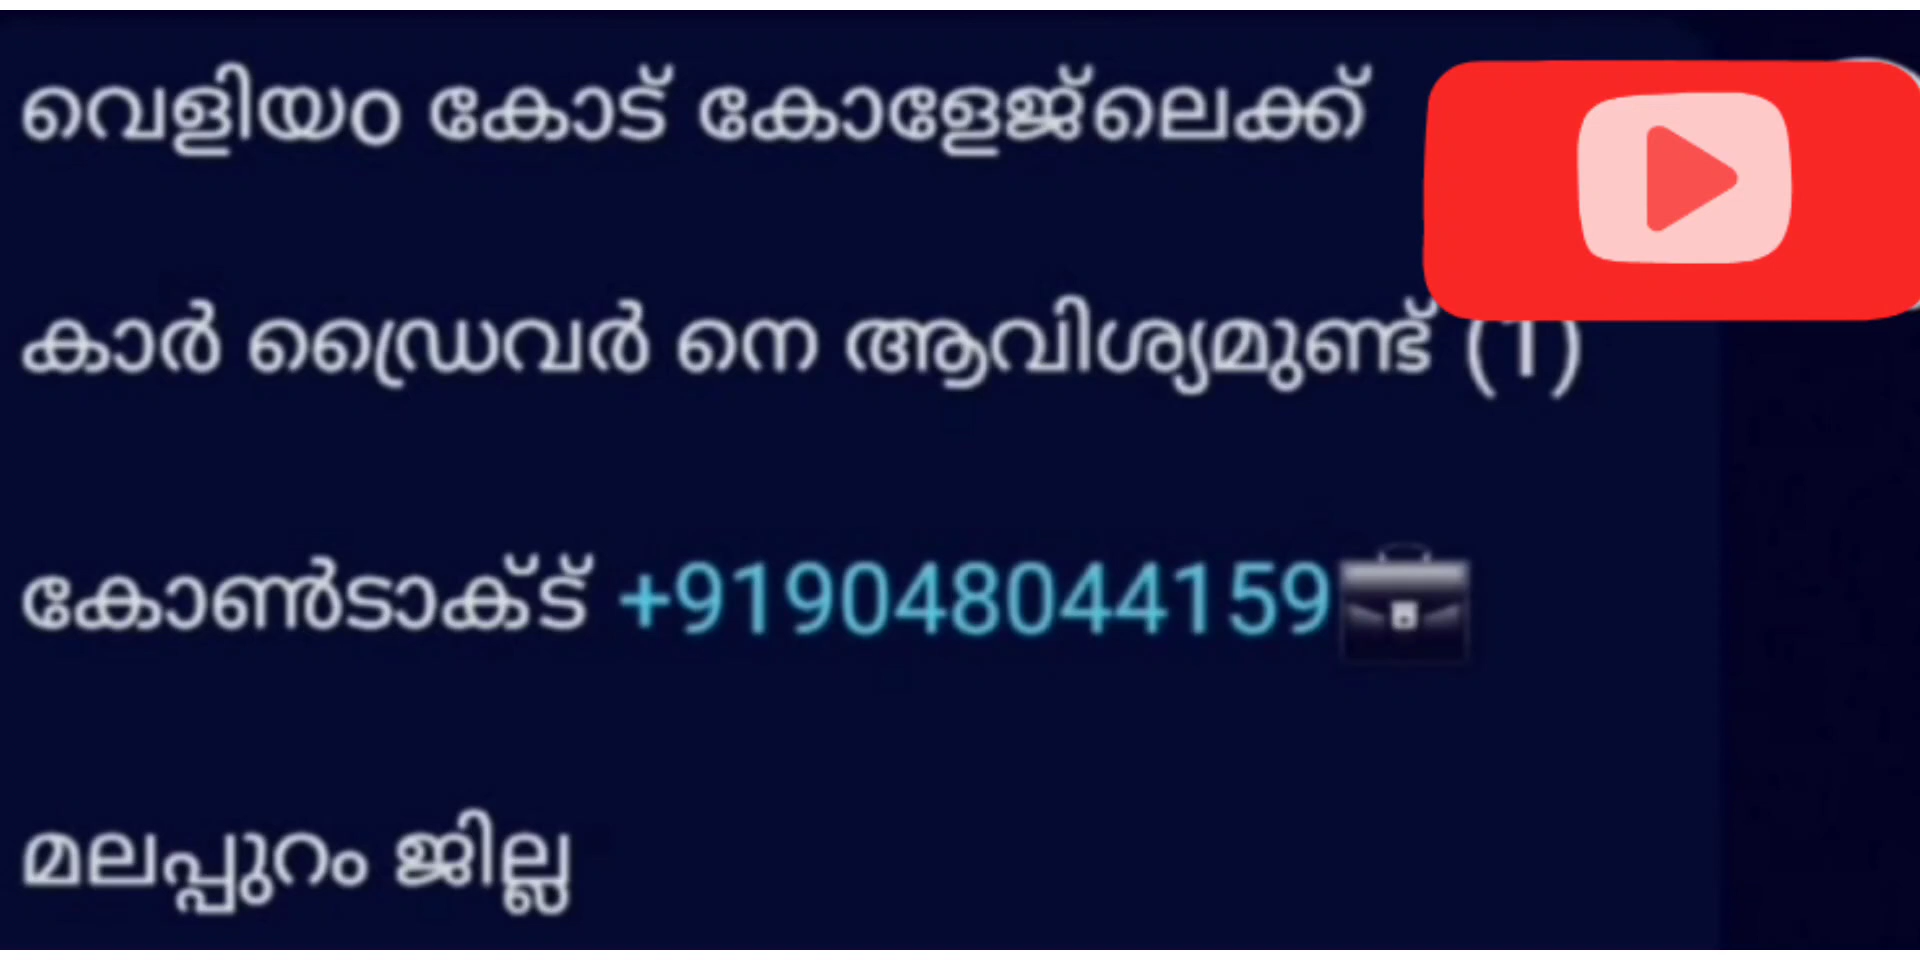 വെളിയം കോട് കോളേജ്ലെക്ക്
കാർ ഡ്രൈവർ നെ ആവിശ്യമുണ്ട് (1)
കോൺടാക്ട് +919048044159
മലപ്പുറം ജില്ല